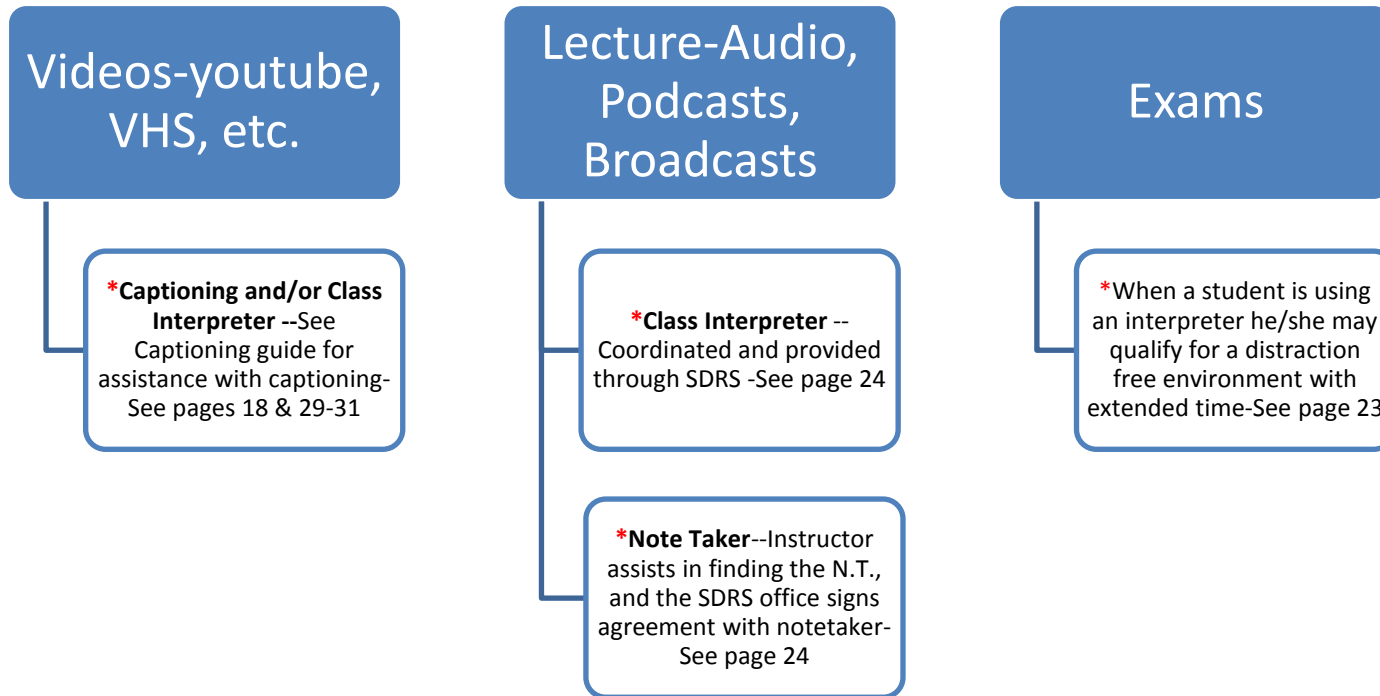 Videos-youtube,
VHS, etc.
*Captioning and/or Class
Interpreter --See
Captioning guide for
assistance with captioning-
See pages 18 & 29-31
Lecture-Audio,
Podcasts,
Broadcasts
*Class Interpreter --
Coordinated and provided
through SDRS -See page 24
*Note Taker--Instructor
assists in finding the N.T.,
and the SDRS office signs
agreement with notetaker-
See page 24
Exams
*When a student is using
an interpreter he/she may
qualify for a distraction
free environment with
extended time-See page 23